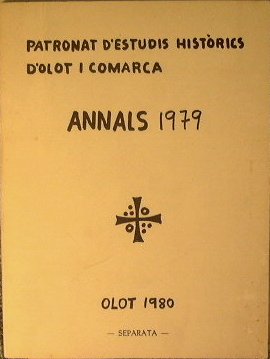 PATRONAT D'ESTUDIS HISTÒRICS
D'OLOT I COMARCA
ANNALS 1979
OLOT 1980
— SEPARATA —